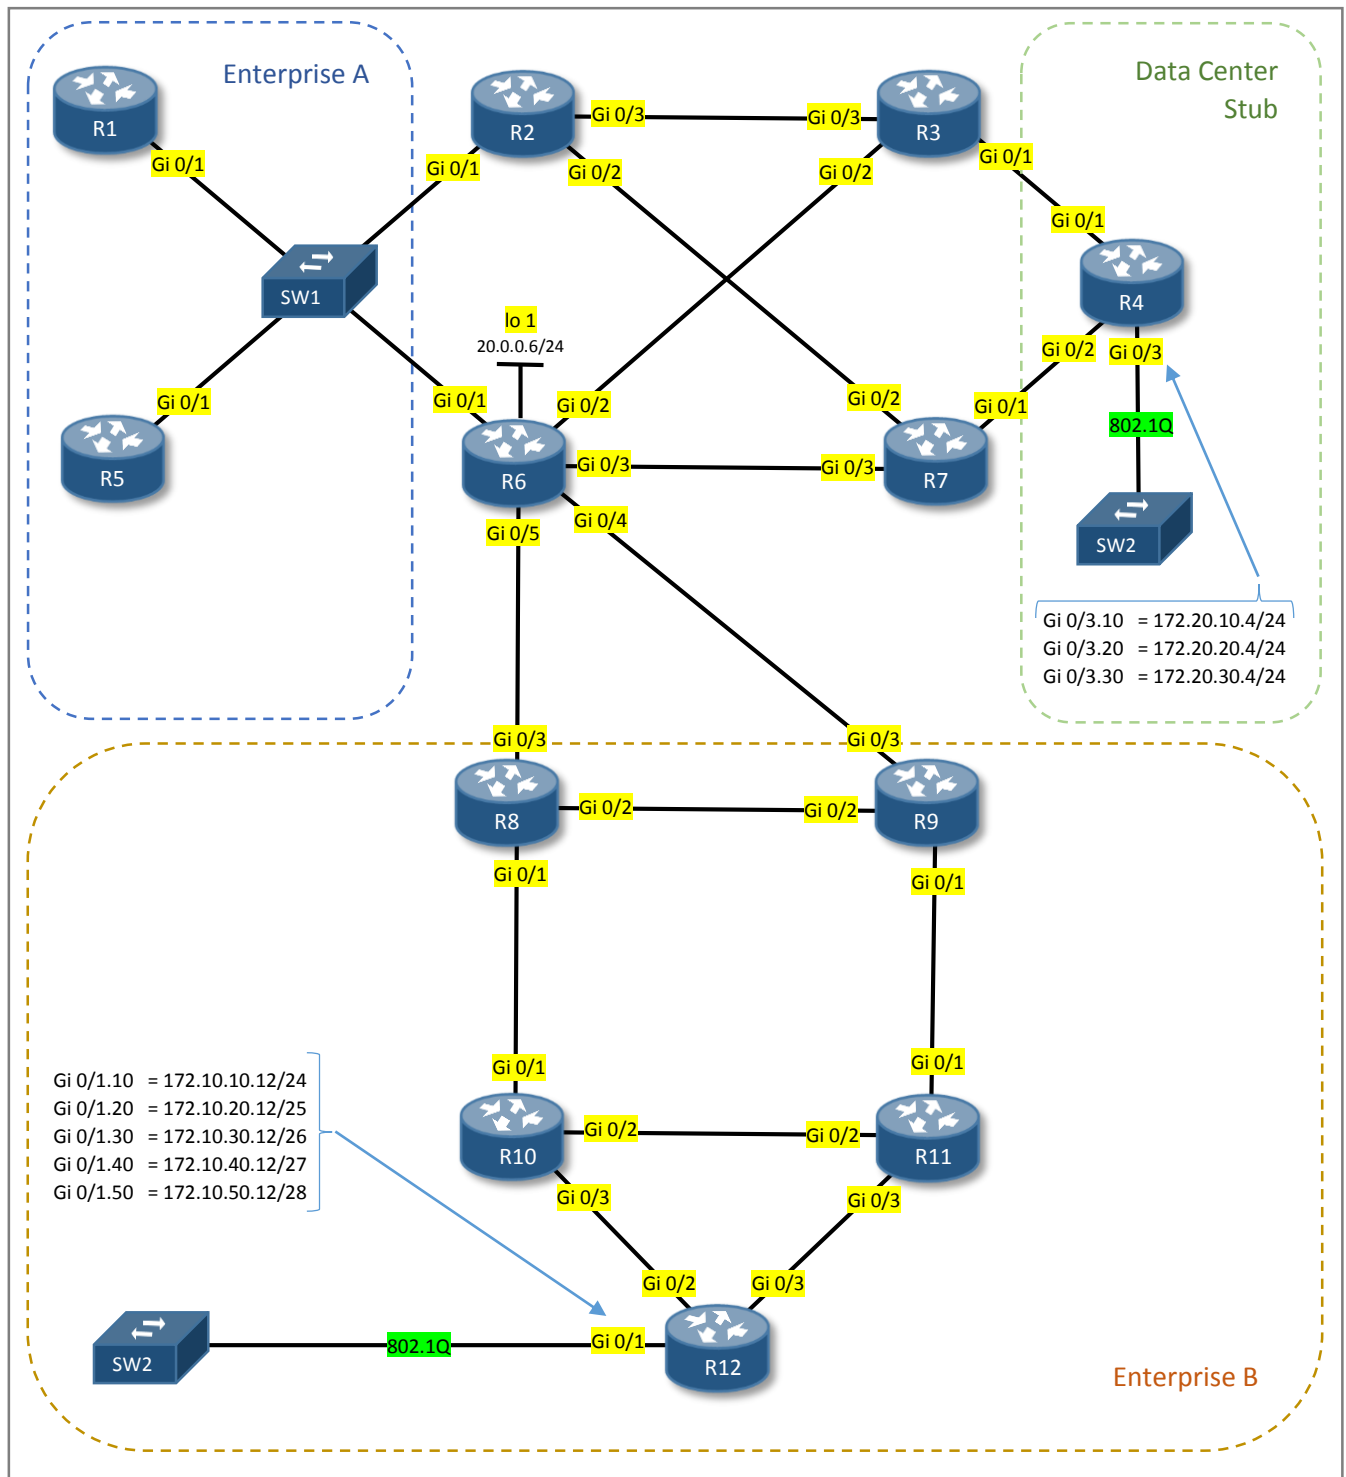 Enterprise A
Data Center
Stub
R1
R2
R3
Gi 0/3
Gi 0/3
Gi 0/1
Gi 0/1
Gi 0/2
Gi 0/2
Gi 0/1
Gi 0/1
SW1
R4
lo 1
20.0.0.6/24
Gi 0/2
Gi 0/3
Gi 0/1
Gi 0/1
Gi 0/2
Gi 0/2
Gi 0/1
802.1Q
R5
R6
Gi 0/3
Gi 0/3
R7
Gi 0/5
Gi 0/4
SW2
Gi 0/3.10 = 172.20.10.4/24
Gi 0/3.20 = 172.20.20.4/24
Gi 0/3.30 = 172.20.30.4/24
Gi 0/3
Gi 0/3
R8
Gi 0/2
Gi 0/2
R9
Gi 0/1
Gi 0/1
Gi 0/1
Gi 0/1
Gi 0/1.10 = 172.10.10.12/24
Gi 0/1.20 = 172.10.20.12/25
Gi 0/1.30 = 172.10.30.12/26
Gi 0/1.40 = 172.10.40.12/27
Gi 0/1.50 = 172.10.50.12/28
R10
Gi 0/2
Gi 0/2
R11
Gi 0/3
Gi 0/3
Gi 0/2
Gi 0/3
SW2
802.1Q
Gi 0/1
R12
Enterprise B